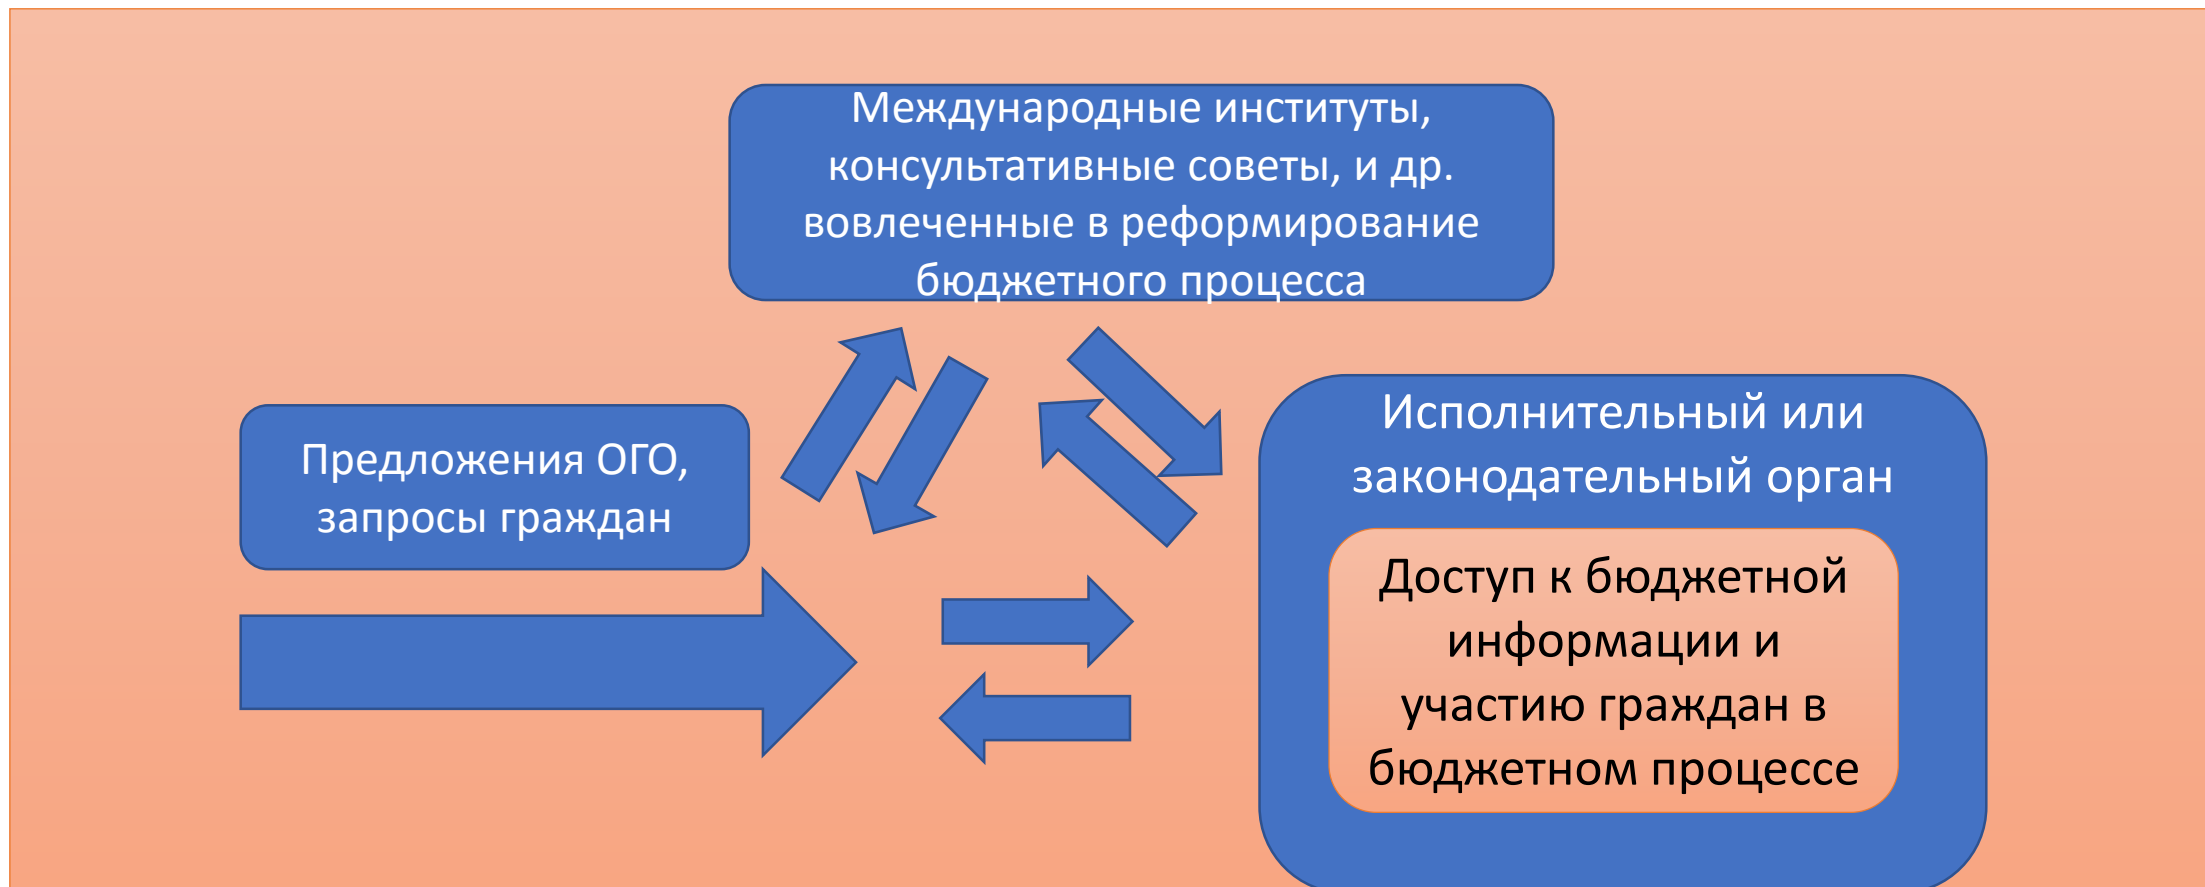 Международные институты,
консультативные советы, и др.
вовлеченные в реформирование
бюджетного процесса
Предложения ОГО,
запросы граждан
Исполнительный или
законодательный орган
Доступ к бюджетной
информации и
участию граждан в
бюджетном процессе